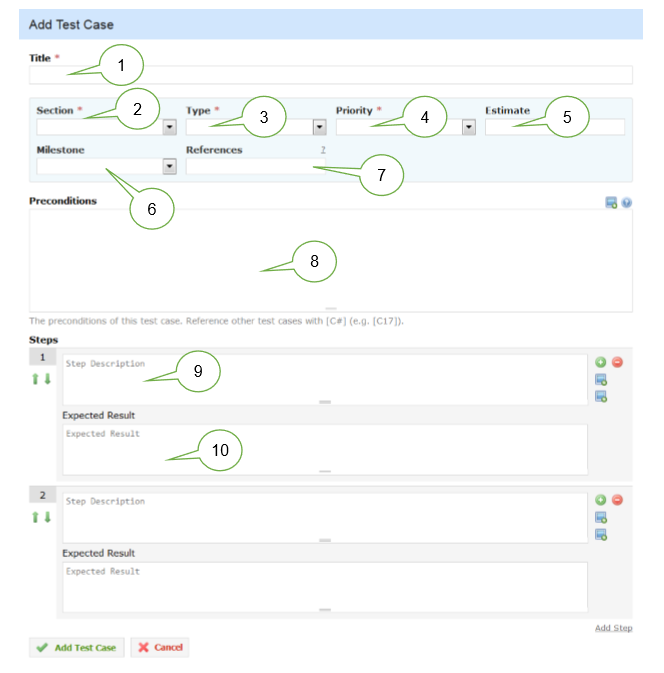 Add Test Case
Title *
1
Section * 2 Type * 3 Priority * 4 Estimate 5
Milestone References ?
6 7
Preconditions
8
The preconditions of this test case. Reference other test cases with [C#] (e.g. [C17]).
Steps
1 Step Description
9
Expected Result
Expected Result
10
2 Step Description
Expected Result
Expected Result
Add Step
Add Test Case Cancel